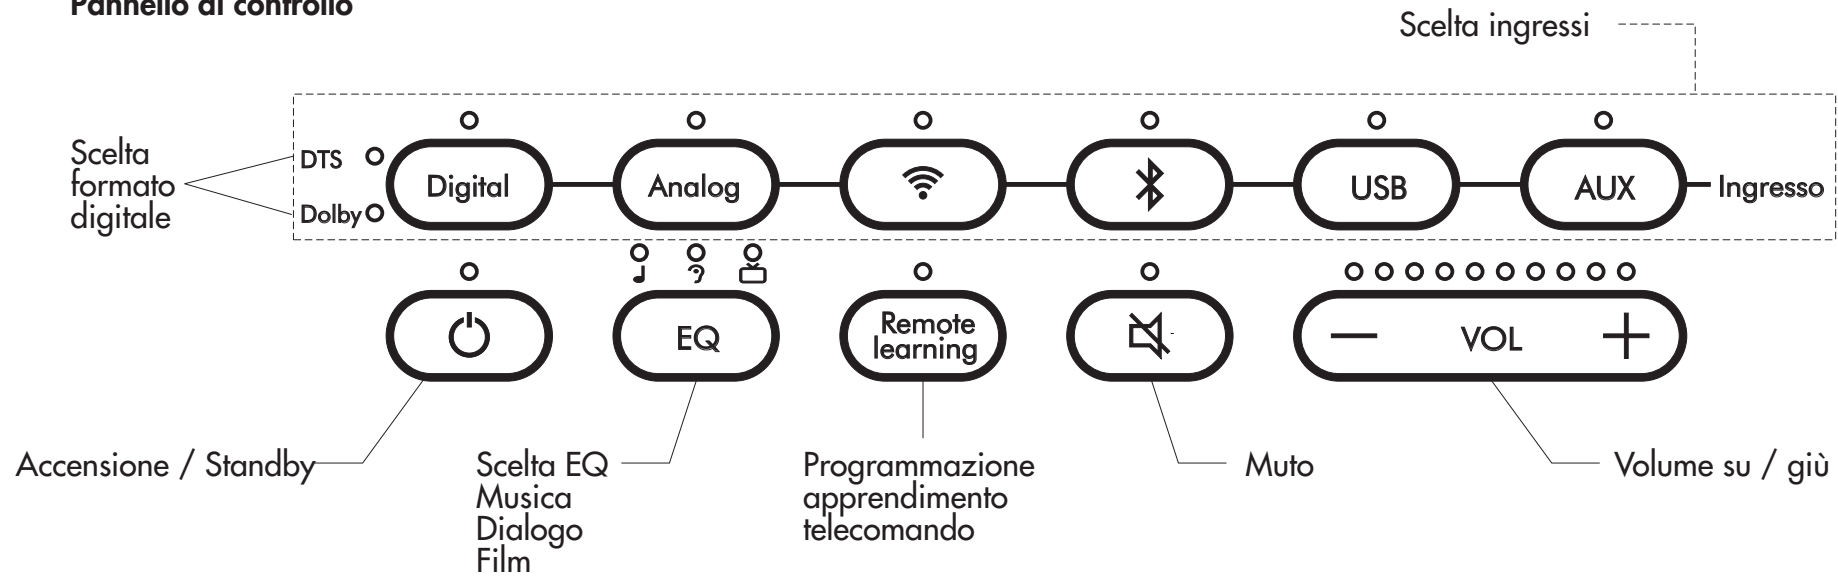 Pannello di controllo
Scelta ingressi
Scelta
formato
digitale
DTS
Dolby
Digital
Analog
USB
AUX
Ingresso
EQ
Remote
learning
VOL
Accensione / Standby
Scelta EQ
Musica
Dialogo
Film
Programmazione
apprendimento
telecomando
Muto
Volume su / giù